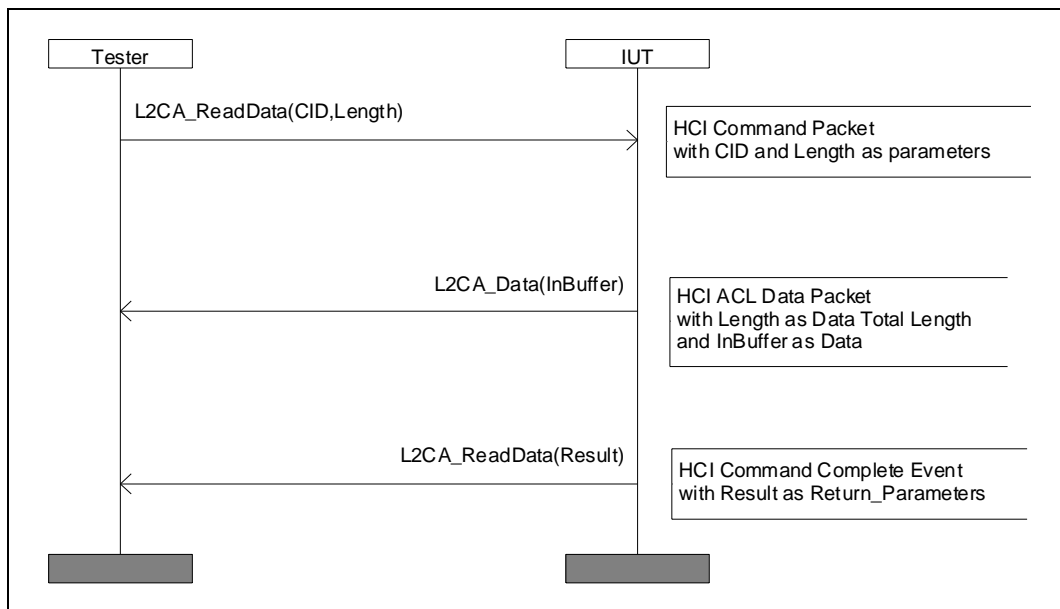 Tester
IUT
L2CA_ReadData(CID,Length)
HCI Command Packet
with CID and Length as parameters
L2CA_Data(InBuffer)
HCI ACL Data Packet
with Length as Data Total Length
and InBuffer as Data
L2CA_ReadData(Result)
HCI Command Complete Event
with Result as Return_Parameters